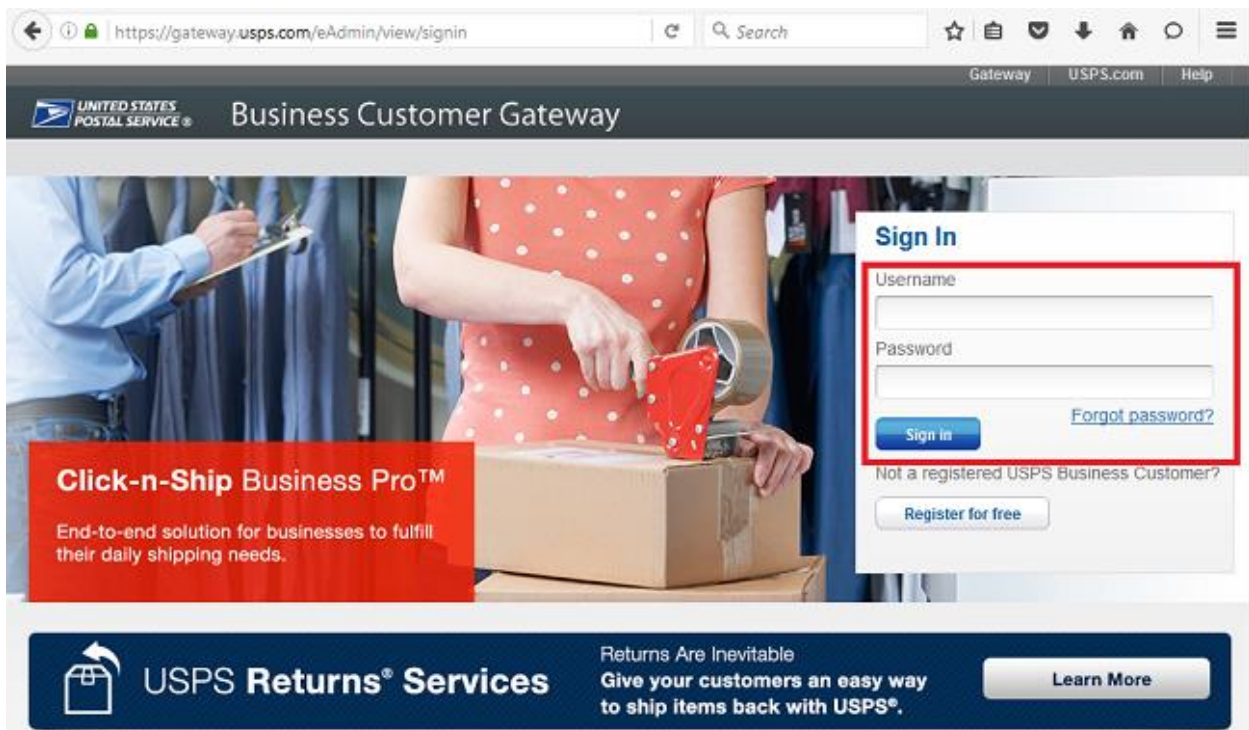 https://gateway.usps.com/eAdmin/view/signin
Search
Gateway
USPS.com
Help
UNITED STATES
POSTAL SERVICE ®
Business Customer Gateway
Sign In
Username
Password
Forgot password?
Sign in
Not a registered USPS Business Customer?
Register for free
Click-n-Ship Business Pro™
End-to-end solution for businesses to fulfill
their daily shipping needs.
USPS Returns® Services
Returns Are Inevitable
Give your customers an easy way
to ship items back with USPS®.
Learn More